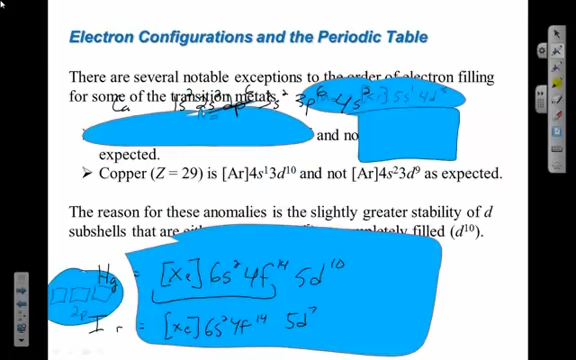 Electron Configurations and the Periodic Table
There are several notable exceptions to the order of electron filling
for some of the transition metals.
Ca 1s² 2s² 2p⁶ 3s² 3p⁶ 4s² 5s¹ 4d
and no
expected.
➢ Copper (Z = 29) is [Ar]4s¹3d¹⁰ and not [Ar]4s²3d⁹ as expected.
The reason for these anomalies is the slightly greater stability of d
subshells that are (d¹⁰).
Hg = [Xe] 6s² 4f¹⁴ 5d¹⁰
2p
Ir = [Xe] 6s² 4f¹⁴ 5d⁷